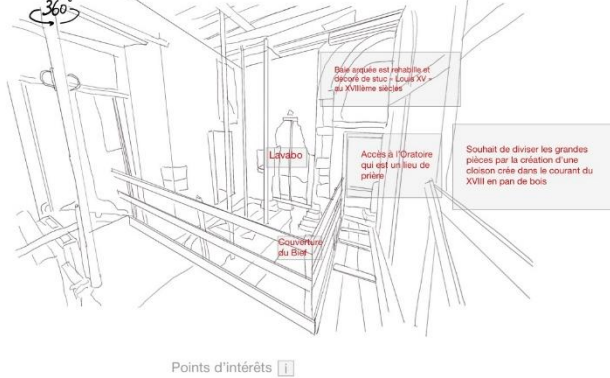 360°
Baie arquée est rehabilis et
décoré de stuc « Louis XV »
au XVIIIème siècles
Lavabo
Accès à l'Oratoire
qui est un lieu de
prière
Souhait de diviser les grandes
pièces par la création d'une
cloison crée dans le courant du
XVIII en pan de bois
Couverture
du Bief
Points d'intérêts i